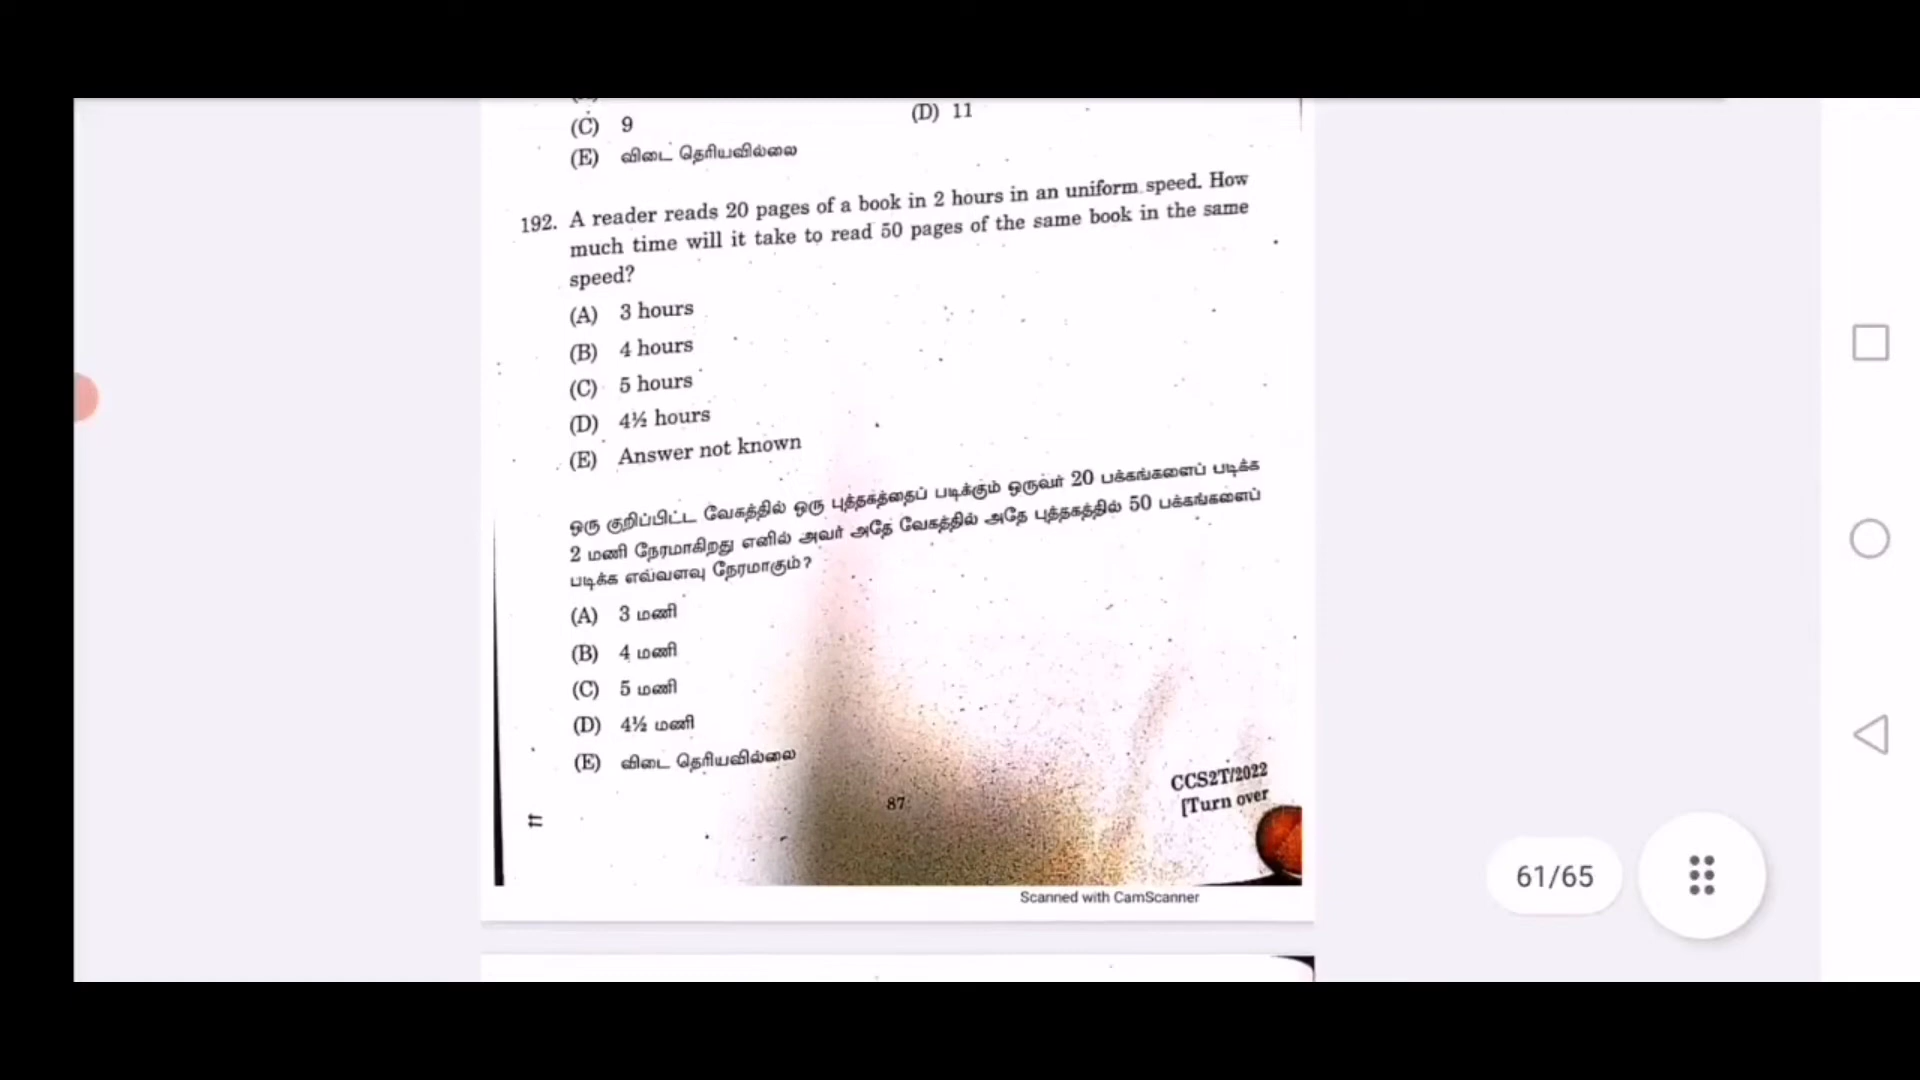 (C) 9
(D) 11
(E) விடை தெரியவில்லை
192. A reader reads 20 pages of a book in 2 hours in an uniform speed. How
much time will it take to read 50 pages of the same book in the same
speed?
(A) 3 hours
(B) 4 hours
(C) 5 hours
(D) 4½ hours
(E) Answer not known
ஒரு குறிப்பிட்ட வேகத்தில் ஒரு புத்தகத்தைப் படிக்கும் ஒருவர் 20 பக்கங்களைப் படிக்க
2 மணி நேரமாகிறது எனில் அவர் அதே வேகத்தில் அதே புத்தகத்தில் 50 பக்கங்களைப்
படிக்க எவ்வளவு நேரமாகும்?
(A) 3 மணி
(B) 4 மணி
(C) 5 மணி
(D) 4½ மணி
(E) விடை தெரியவில்லை
87
CCS2T/2022
[Turn over
Scanned with CamScanner
61/65